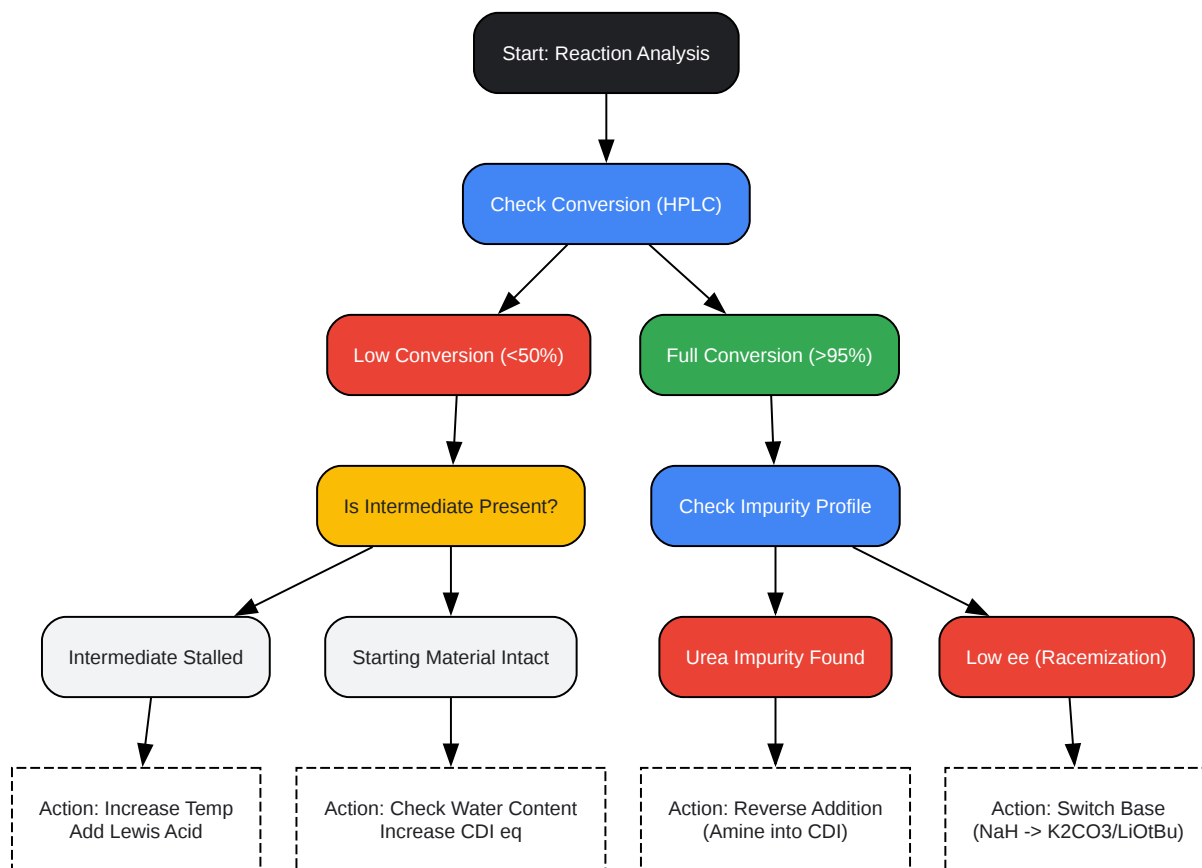 Start: Reaction Analysis
Check Conversion (HPLC)
Low Conversion (<50%)
Full Conversion (>95%)
Is Intermediate Present?
Check Impurity Profile
Intermediate Stalled
Starting Material Intact
Urea Impurity Found
Low ee (Racemization)
Action: Increase Temp
Add Lewis Acid
Action: Check Water Content
Increase CDI eq
Action: Reverse Addition
(Amine into CDI)
Action: Switch Base
(NaH -> K2CO3/LiOtBu)